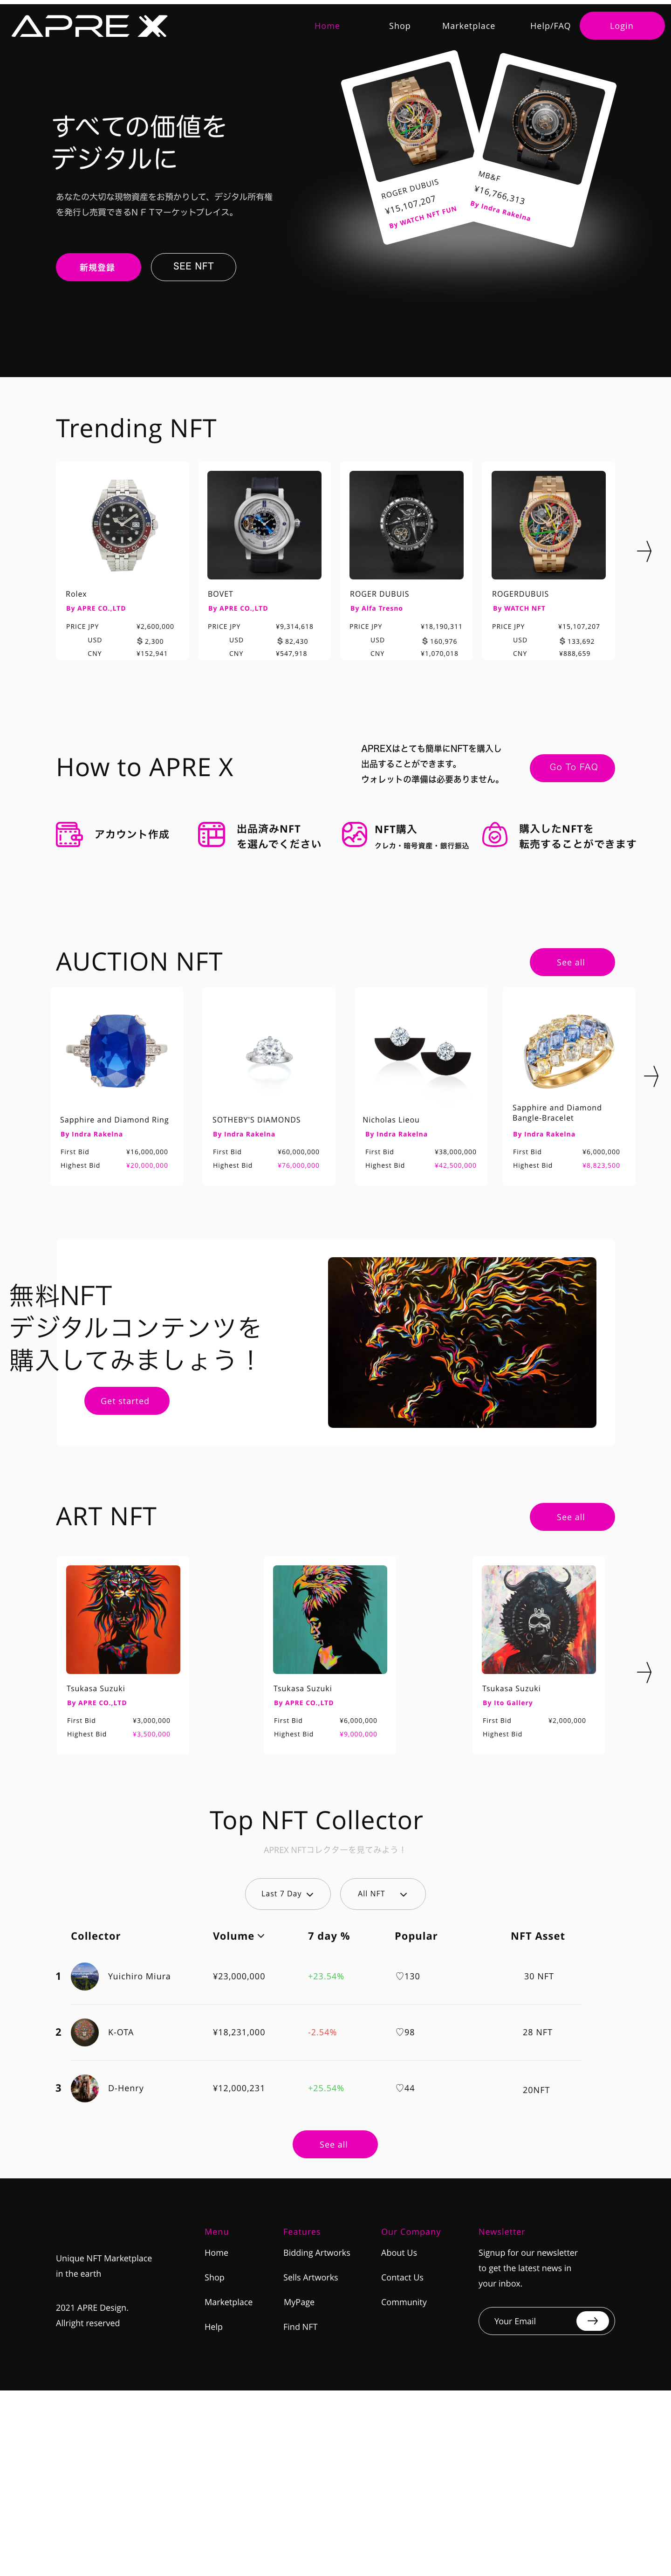 APRE X
Home Shop Marketplace Help/FAQ Login
すべての価値を
デジタルに
あなたの大切な現物資産をお預かりして、デジタル所有権
を発行し売買できるＮＦＴマーケットプレイス。
新規登録 SEE NFT
ROGER DUBUIS
¥15,107,207
By WATCH NFT FUN
MB&F
¥16,766,313
By Indra Rakelna
Trending NFT
Rolex
By APRE CO.,LTD
PRICE JPY ¥2,600,000
USD $ 2,300
CNY ¥152,941
BOVET
By APRE CO.,LTD
PRICE JPY ¥9,314,618
USD $ 82,430
CNY ¥547,918
ROGER DUBUIS
By Alfa Tresno
PRICE JPY ¥18,190,311
USD $ 160,976
CNY ¥1,070,018
ROGERDUBUIS
By WATCH NFT
PRICE JPY ¥15,107,207
USD $ 133,692
CNY ¥888,659
How to APRE X
APREXはとても簡単にNFTを購入し
出品することができます。
ウォレットの準備は必要ありません。
Go To FAQ
アカウント作成
出品済みNFT
を選んでください
NFT購入
クレカ・暗号資産・銀行振込
購入したNFTを
転売することができます
AUCTION NFT
See all
Sapphire and Diamond Ring
By Indra Rakelna
First Bid ¥16,000,000
Highest Bid ¥20,000,000
SOTHEBY'S DIAMONDS
By Indra Rakelna
First Bid ¥60,000,000
Highest Bid ¥76,000,000
Nicholas Lieou
By Indra Rakelna
First Bid ¥38,000,000
Highest Bid ¥42,500,000
Sapphire and Diamond
Bangle-Bracelet
By Indra Rakelna
First Bid ¥6,000,000
Highest Bid ¥8,823,500
無料NFT
デジタルコンテンツを
購入してみましょう！
Get started
ART NFT
See all
Tsukasa Suzuki
By APRE CO.,LTD
First Bid ¥3,000,000
Highest Bid ¥3,500,000
Tsukasa Suzuki
By APRE CO.,LTD
First Bid ¥6,000,000
Highest Bid ¥9,000,000
Tsukasa Suzuki
By Ito Gallery
First Bid ¥2,000,000
Highest Bid
Top NFT Collector
APREX NFTコレクターを見てみよう！
Last 7 Day All NFT
Collector Volume 7 day % Popular NFT Asset
1 Yuichiro Miura ¥23,000,000 +23.54% ♡130 30 NFT
2 K-OTA ¥18,231,000 -2.54% ♡98 28 NFT
3 D-Henry ¥12,000,231 +25.54% ♡44 20NFT
See all
Unique NFT Marketplace
in the earth
2021 APRE Design.
Allright reserved
Menu
Home
Shop
Marketplace
Help
Features
Bidding Artworks
Sells Artworks
MyPage
Find NFT
Our Company
About Us
Contact Us
Community
Newsletter
Signup for our newsletter
to get the latest news in
your inbox.
Your Email